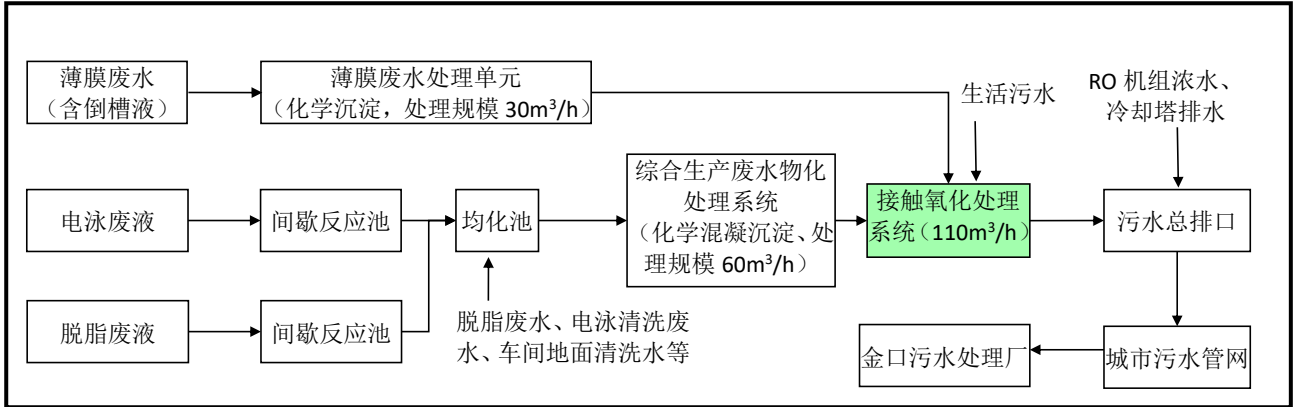 薄膜废水
（含倒槽液）
薄膜废水处理单元
（化学沉淀，处理规模 30m³/h）
生活污水
RO 机组浓水、
冷却塔排水
电泳废液
间歇反应池
均化池
综合生产废水物化
处理系统
（化学混凝沉淀、处
理规模 60m³/h）
接触氧化处理
系统（110m³/h）
污水总排口
脱脂废液
间歇反应池
脱脂废水、电泳清洗废
水、车间地面清洗水等
金口污水处理厂
城市污水管网